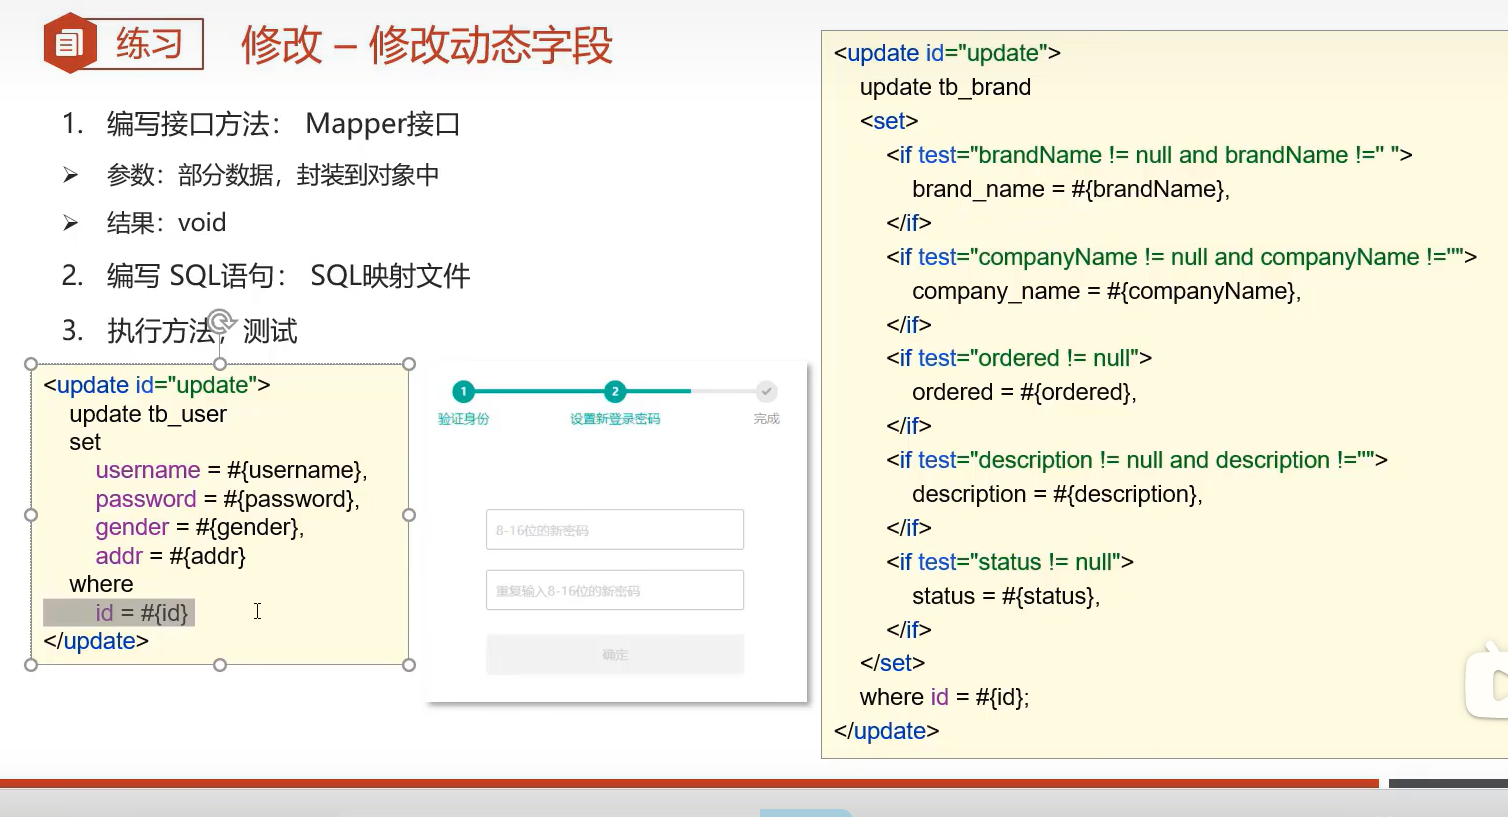 练习
修改 – 修改动态字段
1. 编写接口方法： Mapper接口
➢ 参数：部分数据，封装到对象中
➢ 结果：void
2. 编写 SQL语句： SQL映射文件
3. 执行方法，测试
<update id="update">
update tb_user
set
username = #{username},
password = #{password},
gender = #{gender},
addr = #{addr}
where
id = #{id}
</update>
1
2
验证身份
设置新登录密码
完成
8-16位的新密码
重复输入8-16位的新密码
确定
<update id="update">
update tb_brand
<set>
<if test="brandName != null and brandName !='' ">
brand_name = #{brandName},
</if>
<if test="companyName != null and companyName !=''">
company_name = #{companyName},
</if>
<if test="ordered != null">
ordered = #{ordered},
</if>
<if test="description != null and description !=''">
description = #{description},
</if>
<if test="status != null">
status = #{status},
</if>
</set>
where id = #{id};
</update>